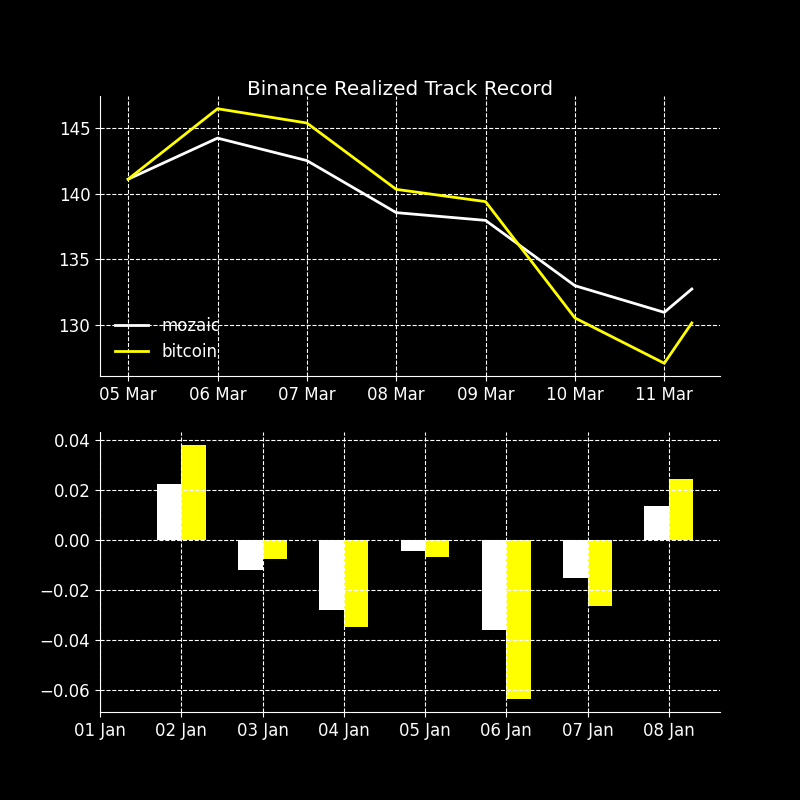 Binance Realized Track Record
145
140
135
130
mozaic
bitcoin
05 Mar 06 Mar 07 Mar 08 Mar 09 Mar 10 Mar 11 Mar
0.04
0.02
0.00
−0.02
−0.04
−0.06
01 Jan 02 Jan 03 Jan 04 Jan 05 Jan 06 Jan 07 Jan 08 Jan